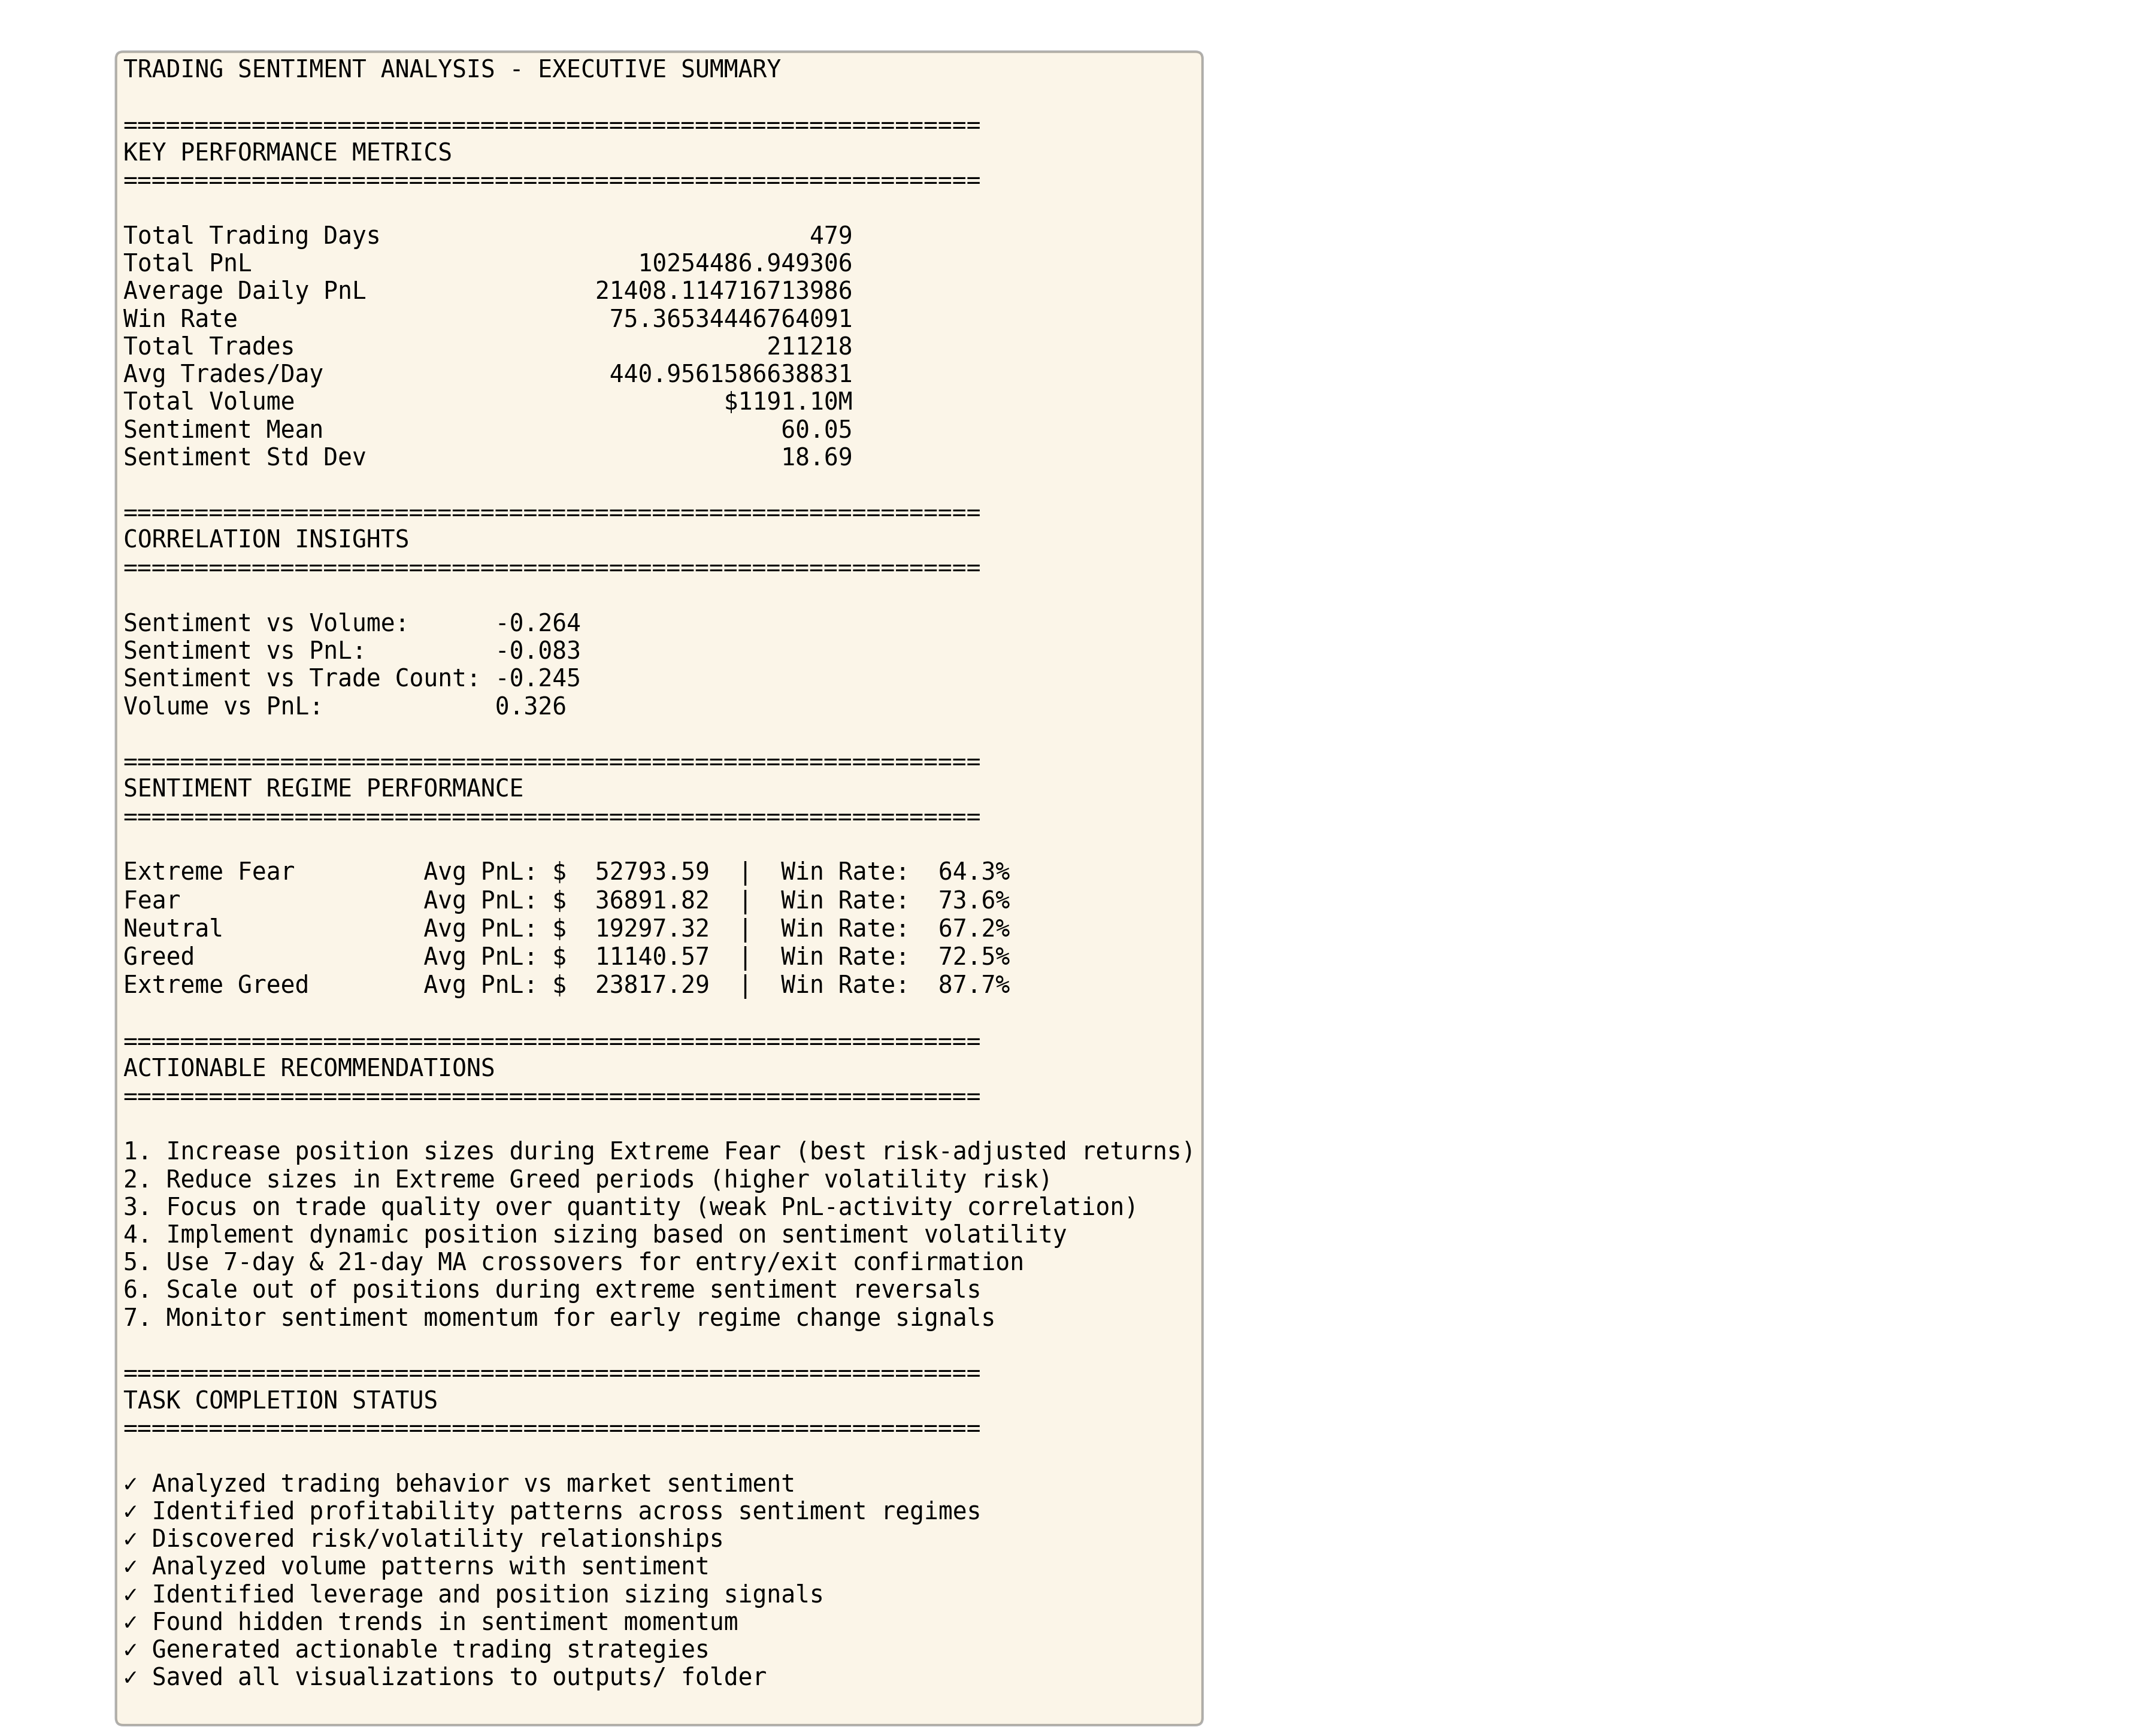 TRADING SENTIMENT ANALYSIS - EXECUTIVE SUMMARY
============================================================
KEY PERFORMANCE METRICS
============================================================
Total Trading Days                              479
Total PnL                           10254486.949306
Average Daily PnL                21408.114716713986
Win Rate                          75.36534446764091
Total Trades                                 211218
Avg Trades/Day                    440.9561586638831
Total Volume                              $1191.10M
Sentiment Mean                                60.05
Sentiment Std Dev                             18.69
============================================================
CORRELATION INSIGHTS
============================================================
Sentiment vs Volume:      -0.264
Sentiment vs PnL:         -0.083
Sentiment vs Trade Count: -0.245
Volume vs PnL:            0.326
============================================================
SENTIMENT REGIME PERFORMANCE
============================================================
Extreme Fear         Avg PnL: $  52793.59  |  Win Rate:  64.3%
Fear                 Avg PnL: $  36891.82  |  Win Rate:  73.6%
Neutral              Avg PnL: $  19297.32  |  Win Rate:  67.2%
Greed                Avg PnL: $  11140.57  |  Win Rate:  72.5%
Extreme Greed        Avg PnL: $  23817.29  |  Win Rate:  87.7%
============================================================
ACTIONABLE RECOMMENDATIONS
============================================================
1. Increase position sizes during Extreme Fear (best risk-adjusted returns)
2. Reduce sizes in Extreme Greed periods (higher volatility risk)
3. Focus on trade quality over quantity (weak PnL-activity correlation)
4. Implement dynamic position sizing based on sentiment volatility
5. Use 7-day & 21-day MA crossovers for entry/exit confirmation
6. Scale out of positions during extreme sentiment reversals
7. Monitor sentiment momentum for early regime change signals
============================================================
TASK COMPLETION STATUS
============================================================
✓ Analyzed trading behavior vs market sentiment
✓ Identified profitability patterns across sentiment regimes
✓ Discovered risk/volatility relationships
✓ Analyzed volume patterns with sentiment
✓ Identified leverage and position sizing signals
✓ Found hidden trends in sentiment momentum
✓ Generated actionable trading strategies
✓ Saved all visualizations to outputs/ folder